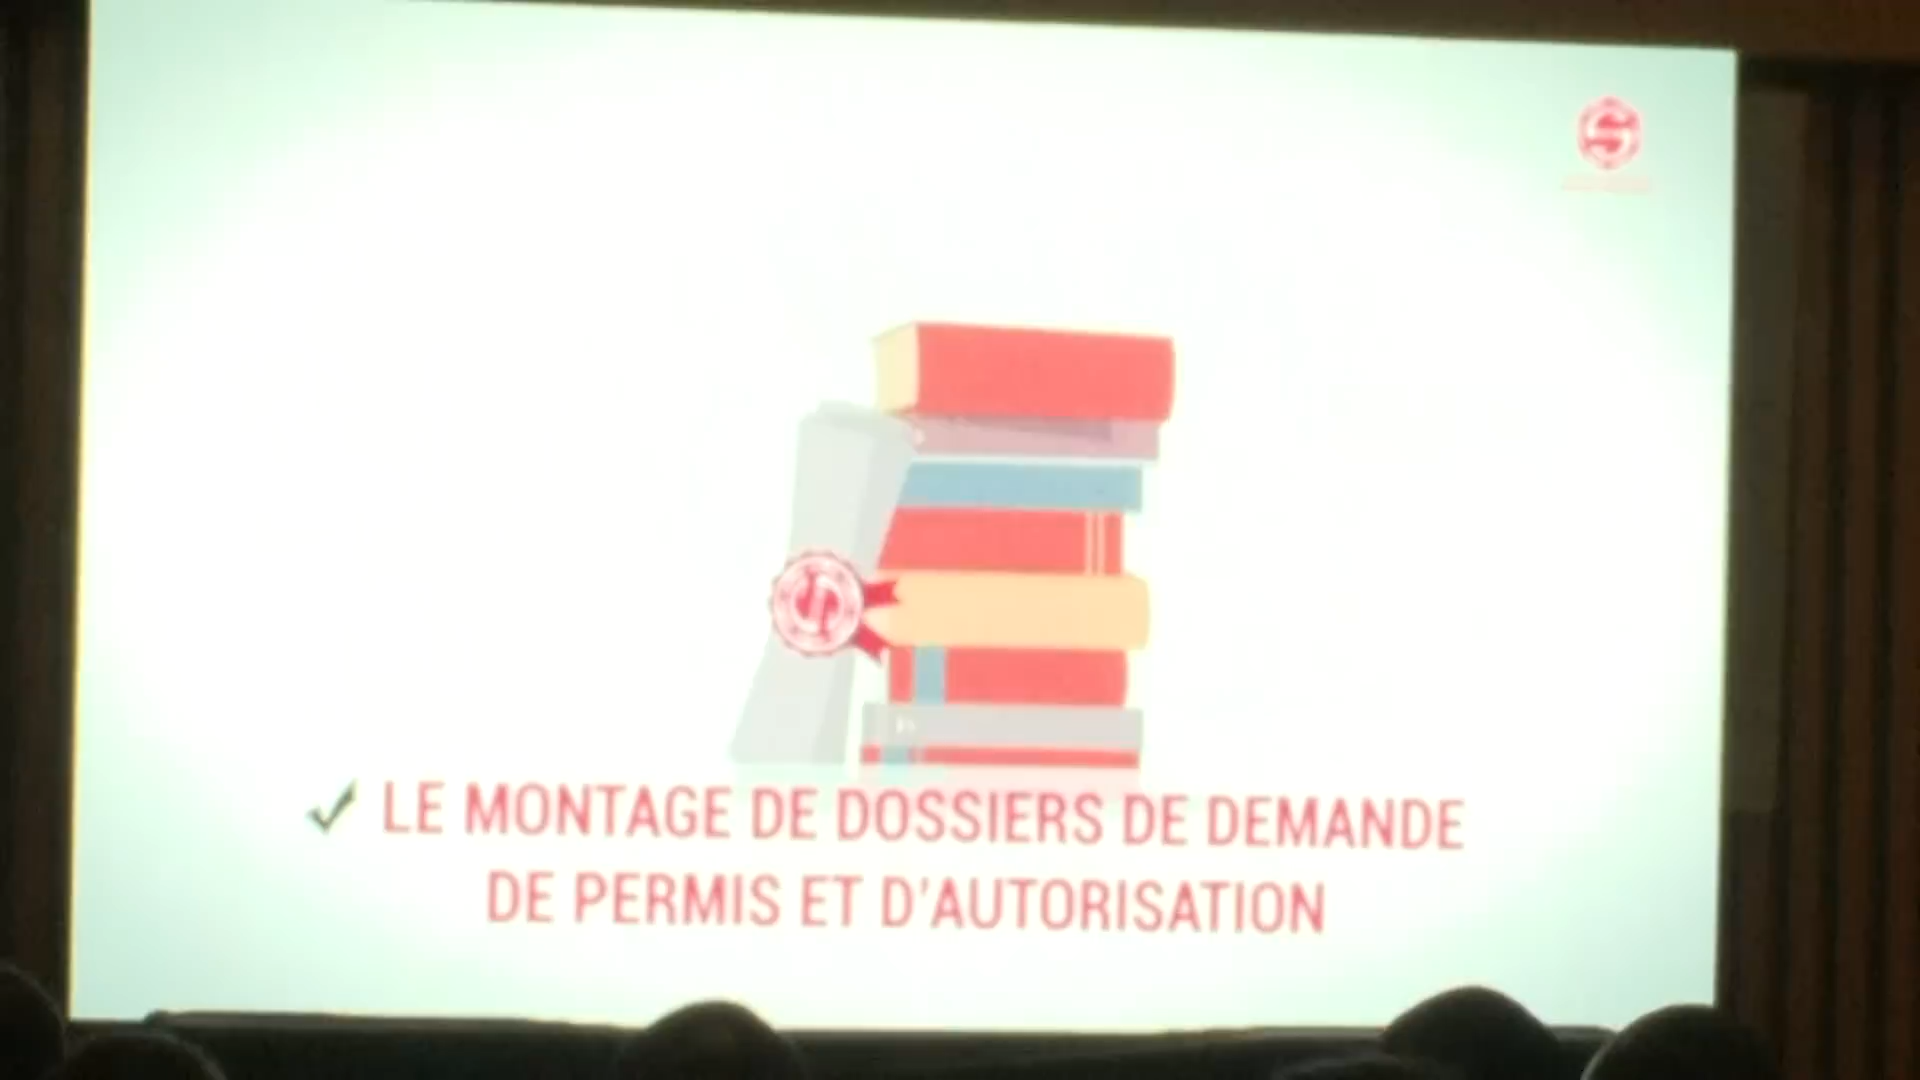 LE MONTAGE DE DOSSIERS DE DEMANDE
DE PERMIS ET D'AUTORISATION